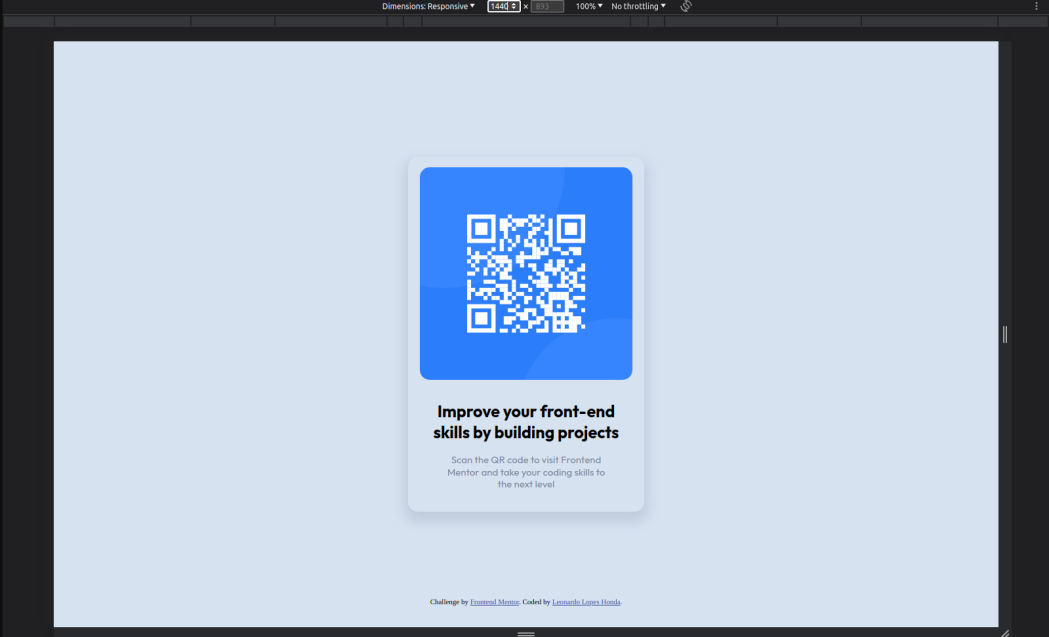 Dimensions: Responsive ▼ 1440 × 893 100% ▼ No throttling ▼
Improve your front-end
skills by building projects
Scan the QR code to visit Frontend
Mentor and take your coding skills to
the next level
Challenge by Frontend Mentor. Coded by Leonardo Lopes Honda.